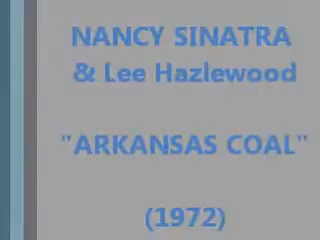 NANCY SINATRA
& Lee Hazlewood
"ARKANSAS COAL"
(1972)